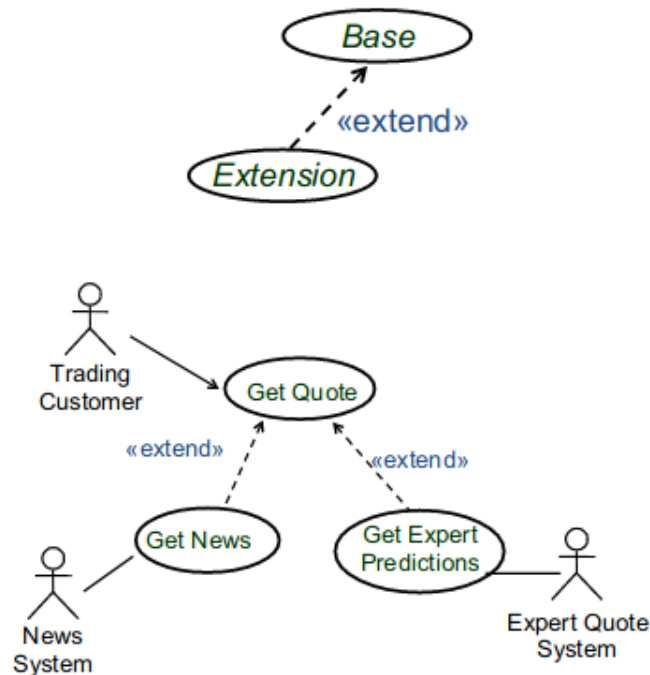 Base
«extend»
Extension
Trading
Customer
Get Quote
«extend»
«extend»
Get News
Get Expert
Predictions
News
System
Expert Quote
System